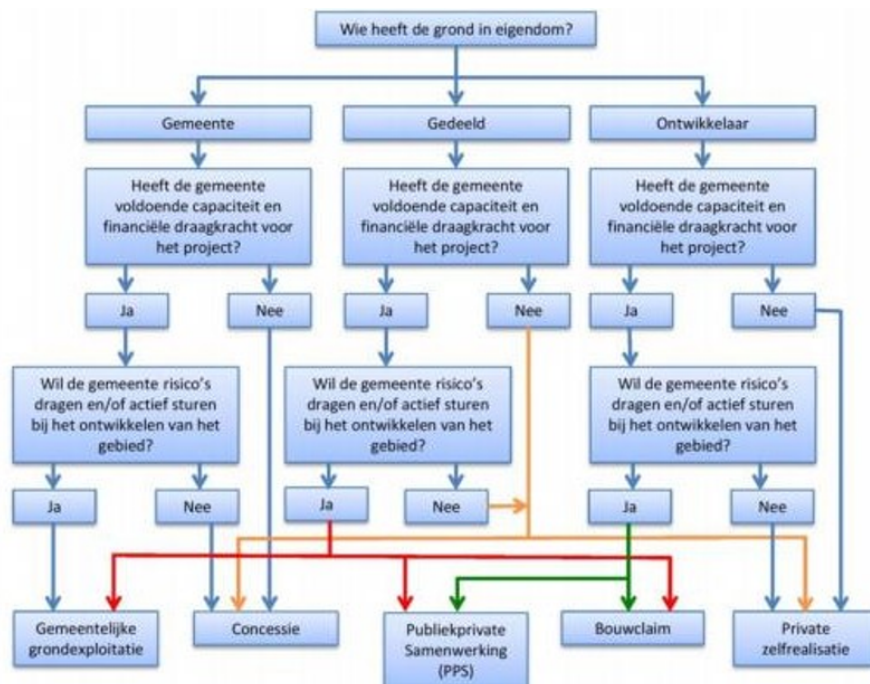 Wie heeft de grond in eigendom?
Gemeente
Gedeeld
Ontwikkelaar
Heeft de gemeente
voldoende capaciteit en
financiële draagkracht voor
het project?
Heeft de gemeente
voldoende capaciteit en
financiële draagkracht voor
het project?
Heeft de gemeente
voldoende capaciteit en
financiële draagkracht voor
het project?
Ja
Nee
Ja
Nee
Ja
Nee
Wil de gemeente risico's
dragen en/of actief sturen
bij het ontwikkelen van het
gebied?
Wil de gemeente risico's
dragen en/of actief sturen
bij het ontwikkelen van het
gebied?
Wil de gemeente risico's
dragen en/of actief sturen
bij het ontwikkelen van het
gebied?
Ja
Nee
Ja
Nee
Ja
Nee
Gemeentelijke
grondexploitatie
Concessie
Publiekprivate
Samenwerking
(PPS)
Bouwclaim
Private
zelfrealisatie